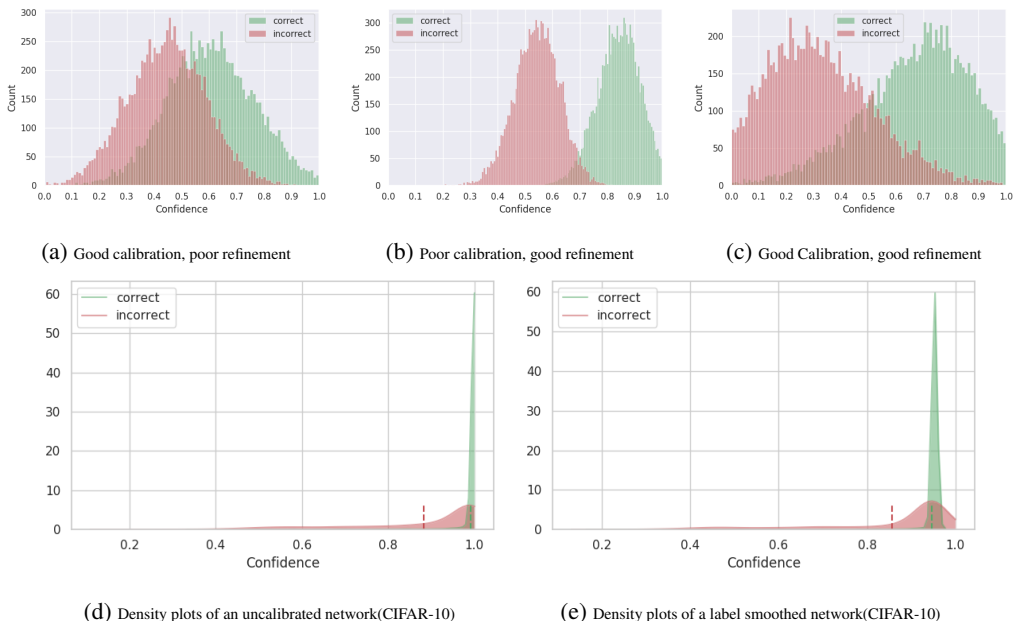 correct
incorrect
300
250
200
150
100
50
0
Count
0.0 0.1 0.2 0.3 0.4 0.5 0.6 0.7 0.8 0.9 1.0
Confidence
correct
incorrect
300
250
200
150
100
50
0
Count
0.0 0.1 0.2 0.3 0.4 0.5 0.6 0.7 0.8 0.9 1.0
Confidence
correct
incorrect
200
150
100
50
0
Count
0.0 0.1 0.2 0.3 0.4 0.5 0.6 0.7 0.8 0.9 1.0
Confidence
(a) Good calibration, poor refinement
(b) Poor calibration, good refinement
(c) Good Calibration, good refinement
correct
incorrect
60
50
40
30
20
10
0
0.2 0.4 0.6 0.8 1.0
Confidence
correct
incorrect
60
50
40
30
20
10
0
0.2 0.4 0.6 0.8 1.0
Confidence
(d) Density plots of an uncalibrated network(CIFAR-10)
(e) Density plots of a label smoothed network(CIFAR-10)